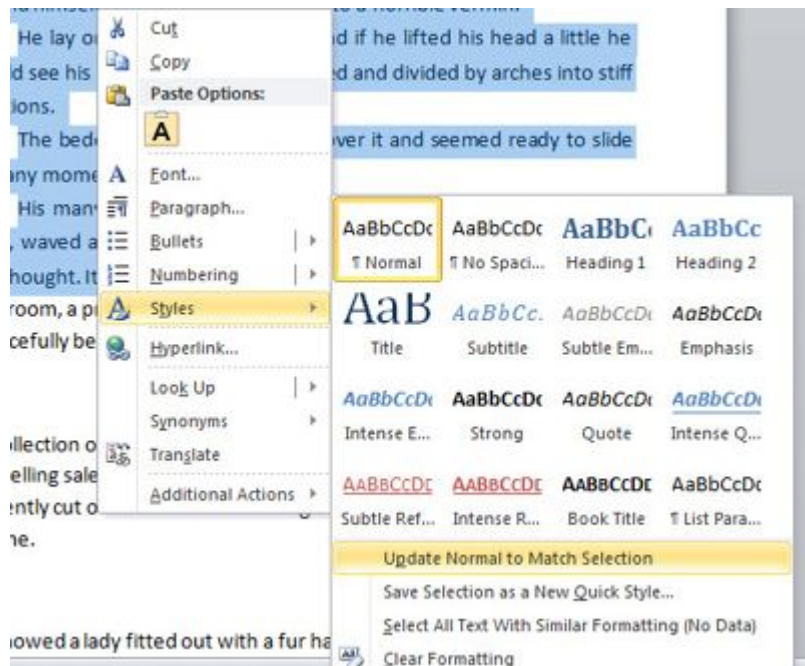 He lay o
d if he lifted his head a little he
d see his
ed and divided by arches into stiff
ions.
The bed
ver it and seemed ready to slide
ny mome
His man
, waved a
hought. It
room, a p
cefully be
llection o
elling sale
ently cut o
ne.
howed a lady fitted out with a fur ha
Cut
Copy
Paste Options:
A
Font...
Paragraph...
Bullets
Numbering
Styles
Hyperlink...
Look Up
Synonyms
Translate
Additional Actions
AaBbCcDc AaBbCcDc AaBbC AaBbCc
¶ Normal ¶ No Spaci... Heading 1 Heading 2
AaB AaBbCc. AaBbCcDc AaBbCcDc
Title Subtitle Subtle Em... Emphasis
AaBbCcDc AaBbCcDc AaBbCcDc AaBbCcDc
Intense E... Strong Quote Intense Q...
AABBCCDE AABBCCDE AABBCCDE AaBbCcDc
Subtle Ref... Intense R... Book Title ¶ List Para...
Update Normal to Match Selection
Save Selection as a New Quick Style...
Select All Text With Similar Formatting (No Data)
Clear Formatting